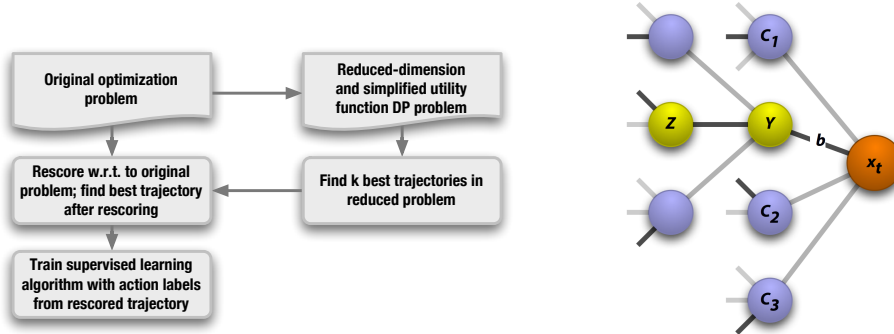 Original optimization
problem
Reduced-dimension
and simplified utility
function DP problem
Rescore w.r.t. to original
problem; find best trajectory
after rescoring
Find k best trajectories in
reduced problem
Train supervised learning
algorithm with action labels
from rescored trajectory
C1
Z
Y
b
xt
C2
C3